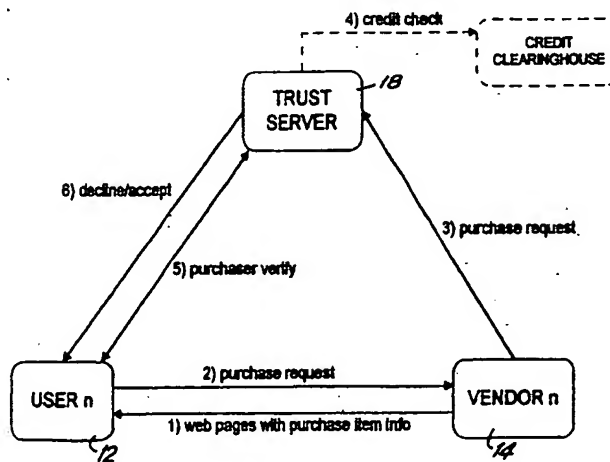 4) credit check
CREDIT
CLEARINGHOUSE
18
TRUST
SERVER
6) decline/accept
3) purchase request
5) purchaser verify
USER n
2) purchase request
VENDOR n
1) web pages with purchase item info
12
14